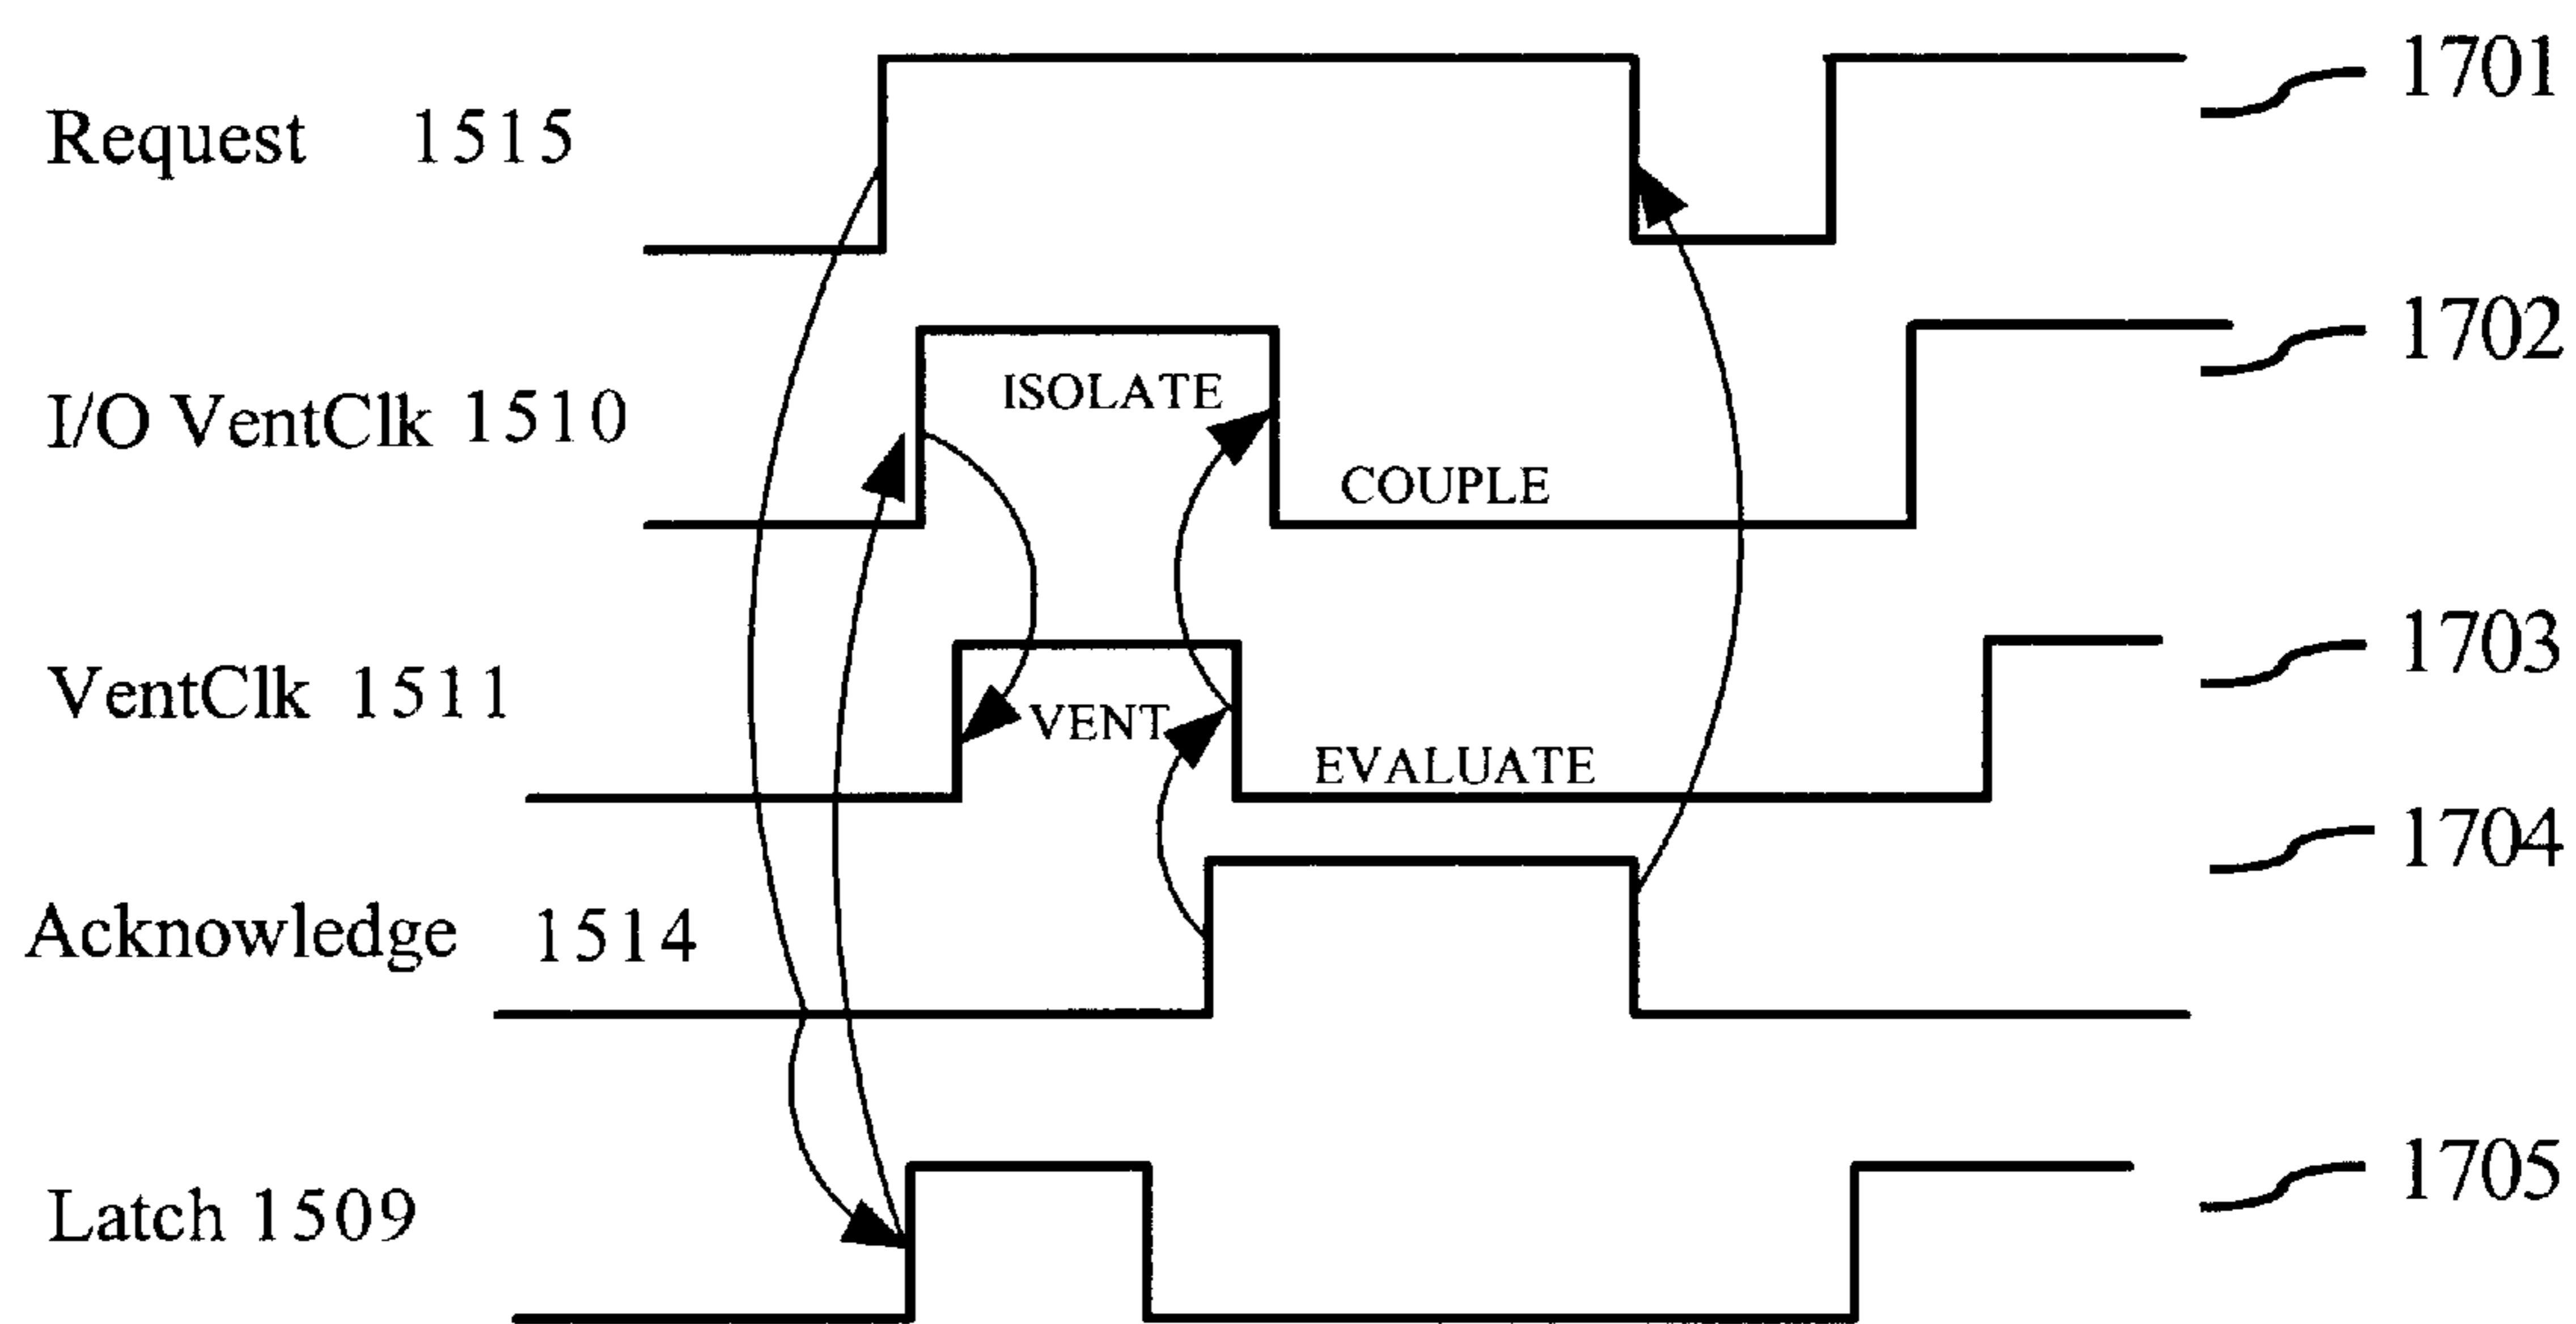 1701
Request 1515
1702
ISOLATE
I/O VentClk 1510
COUPLE
1703
VentClk 1511
VENT
EVALUATE
1704
Acknowledge 1514
1705
Latch 1509